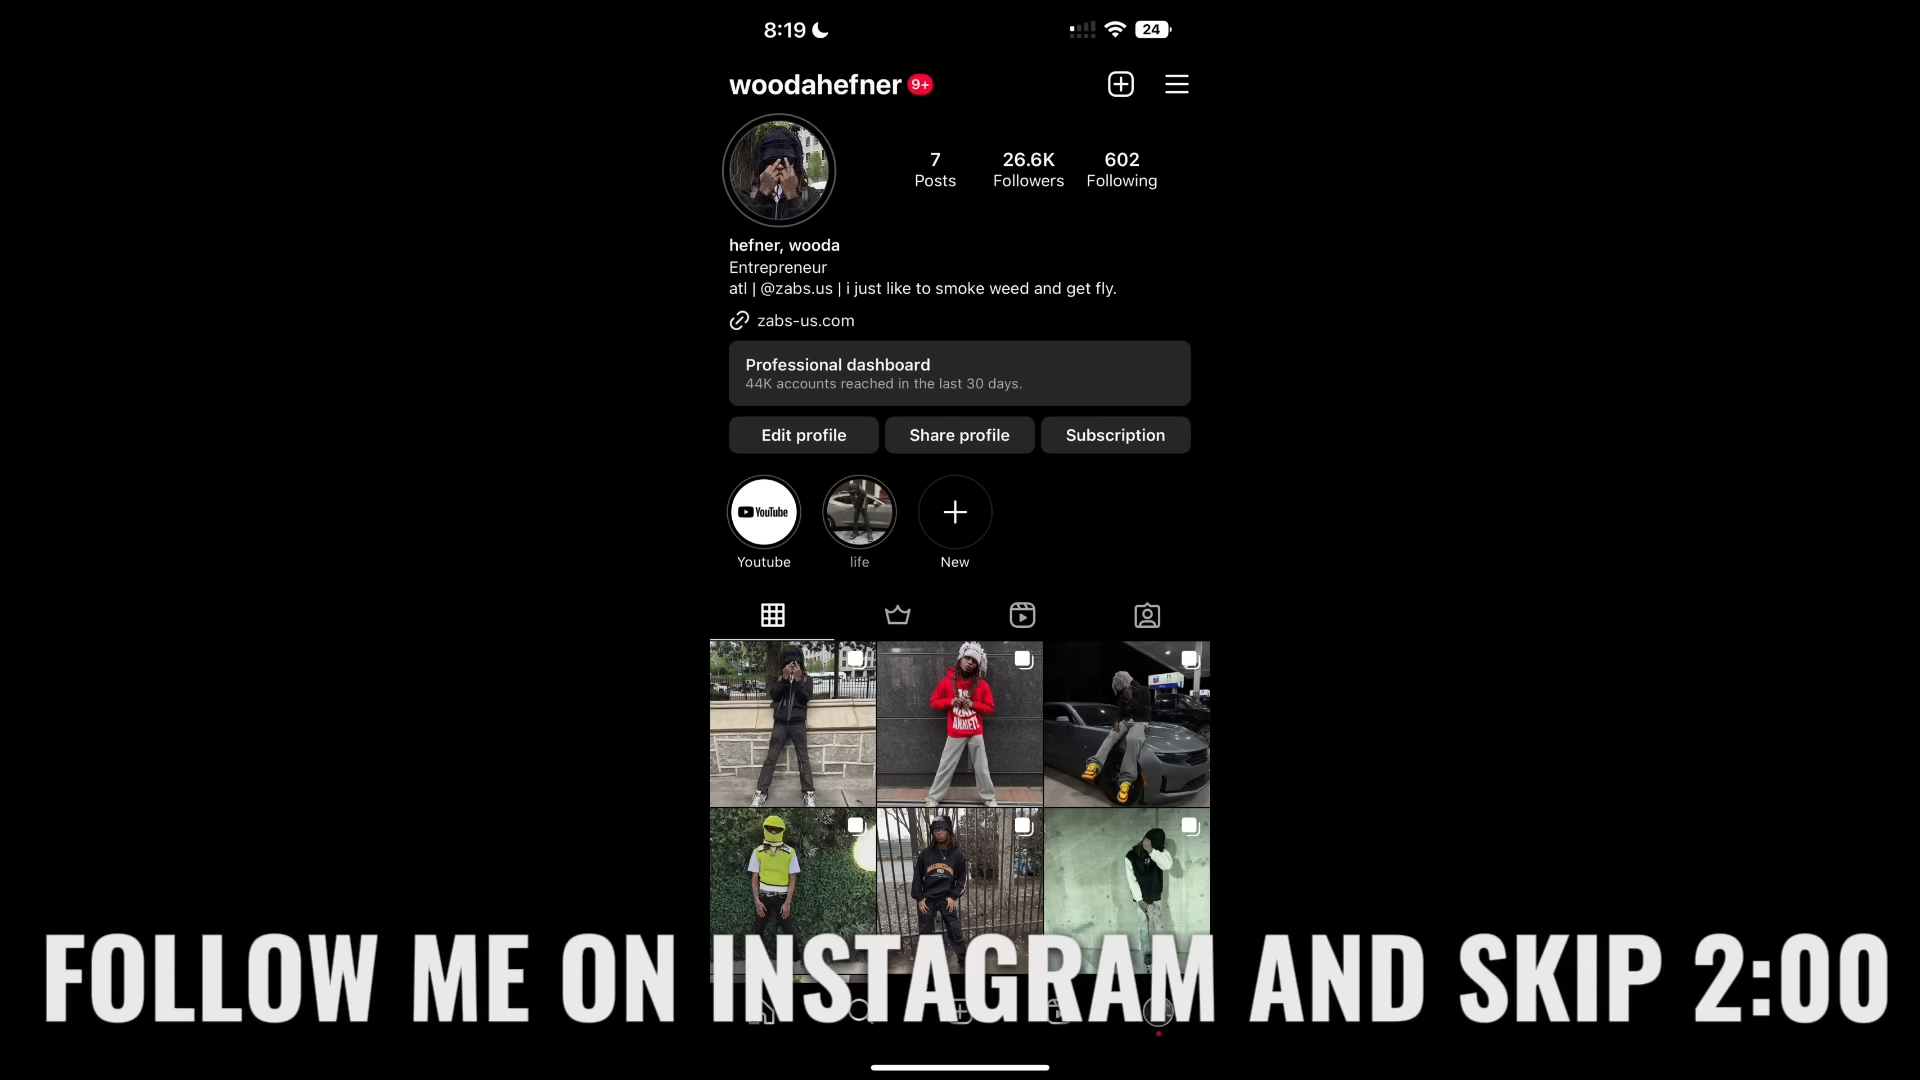 8:19
24
woodahefner 9+
7
Posts
26.6K
Followers
602
Following
hefner, wooda
Entrepreneur
atl | @zabs.us | i just like to smoke weed and get fly.
zabs-us.com
Professional dashboard
44K accounts reached in the last 30 days.
Edit profile
Share profile
Subscription
YouTube
Youtube
life
New
ANXIETY
FOLLOW ME ON INSTAGRAM AND SKIP 2:00